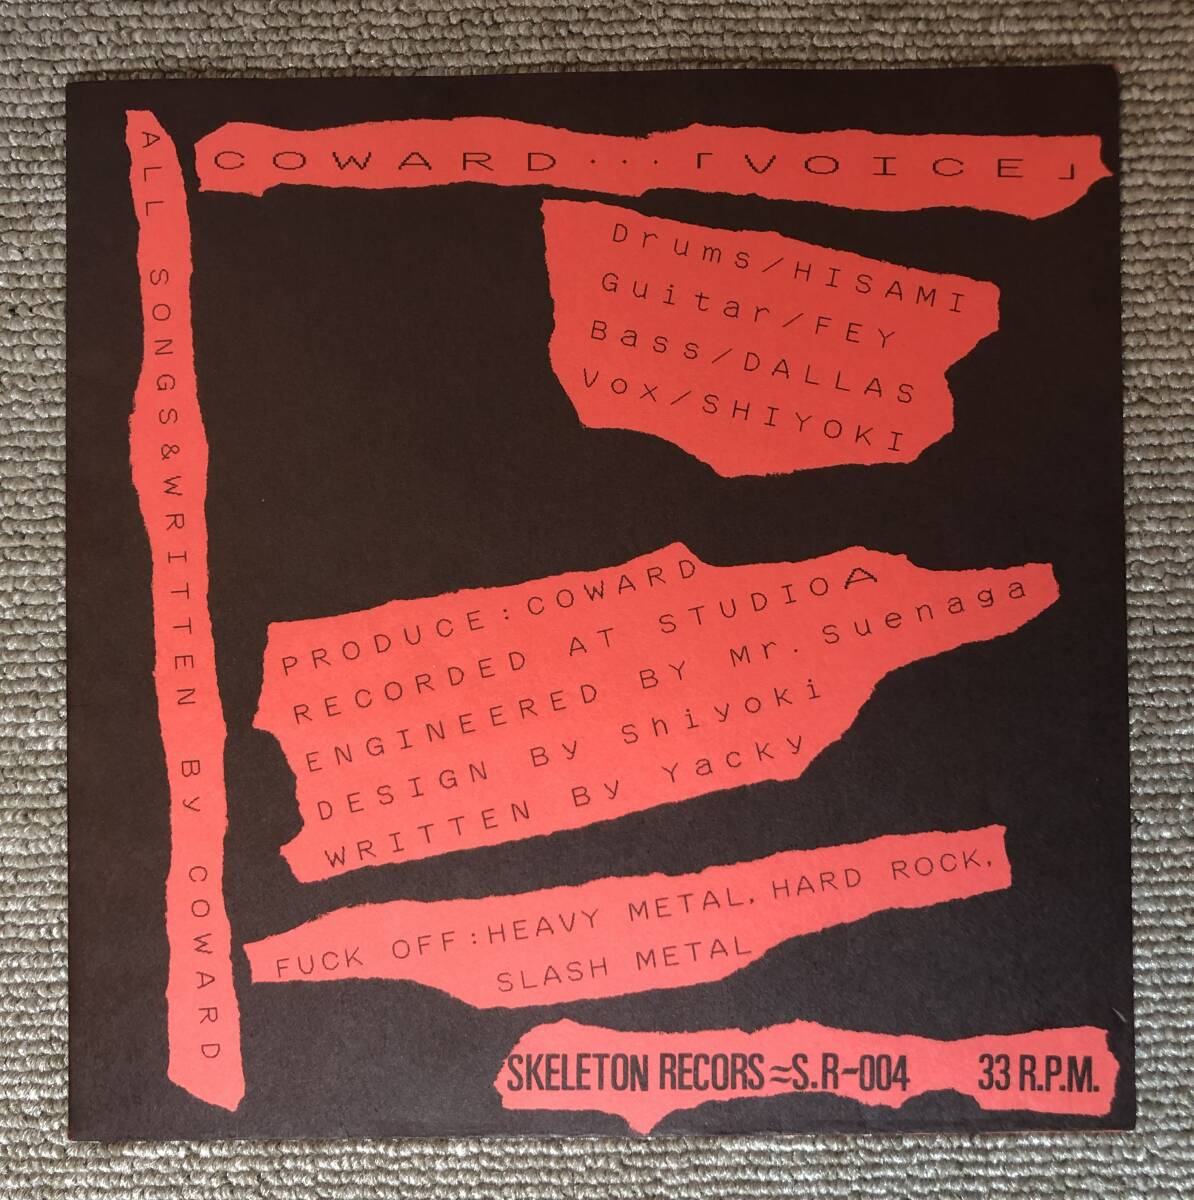 COWARD...「VOICE」
Drums/HISAMI
Guitar/FEY
Bass/DALLAS
Vox/SHIYOKI
ALL SONGS&WRITTEN By COWARD
PRODUCE:COWARD
RECORDED AT STUDIOA
ENGINEERED BY Mr.Suenaga
DESIGN By Shiyoki
WRITTEN By Yacky
FUCK OFF:HEAVY METAL,HARD ROCK,
SLASH METAL
SKELETON RECORS≈S.R-004 33 R.P.M.